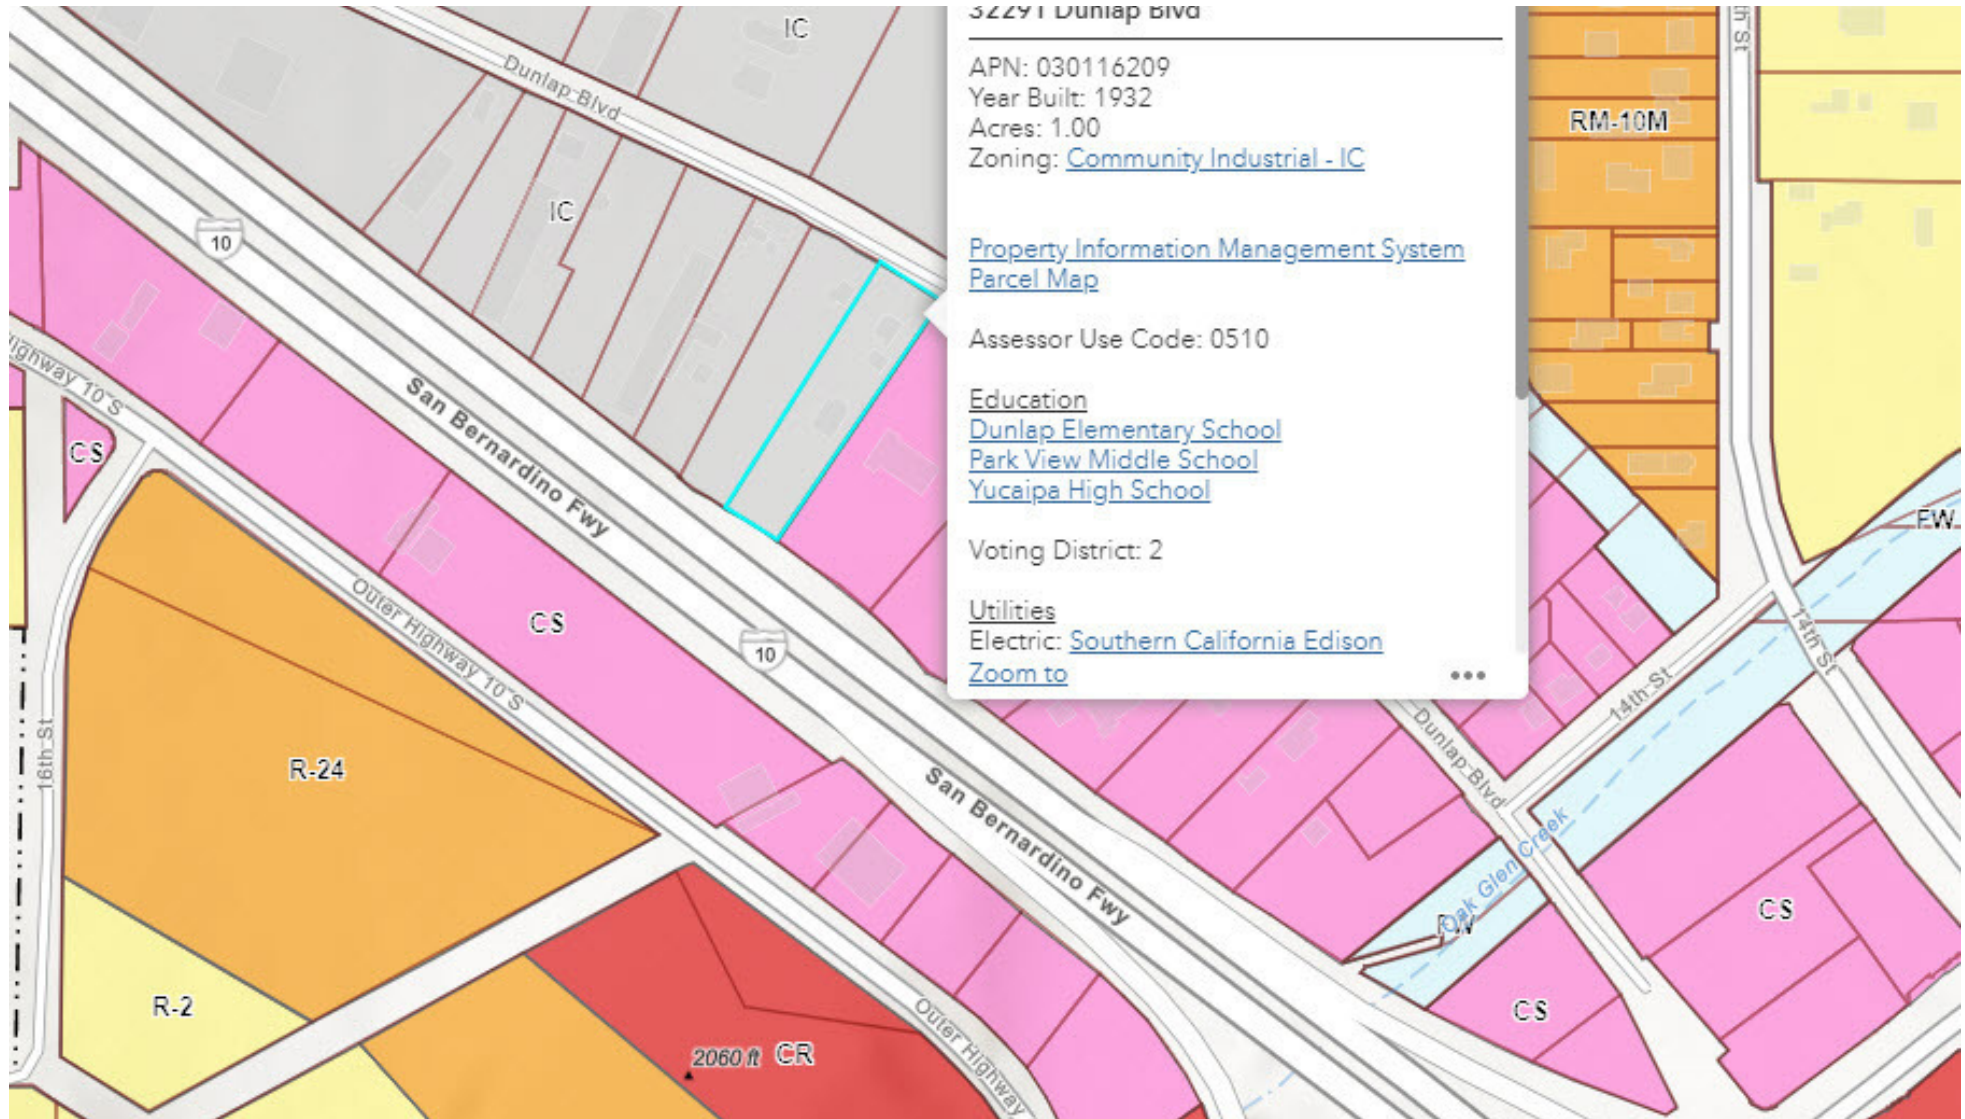 32291 Dunlap Blvd
APN: 030116209
Year Built: 1932
Acres: 1.00
Zoning: Community Industrial - IC
Property Information Management System
Parcel Map
Assessor Use Code: 0510
Education
Dunlap Elementary School
Park View Middle School
Yucaipa High School
Voting District: 2
Utilities
Electric: Southern California Edison
Zoom to
IC
Dunlap Blvd
IC
10
San Bernardino Fwy
CS
CS
Outer Highway 10 S
10
16th St
R-24
R-2
2060 ft CR
San Bernardino Fwy
Outer Highway
RM-10M
FW
14th St
14th St
Dunlap Blvd
Oak Glen Creek
FW
CS
CS